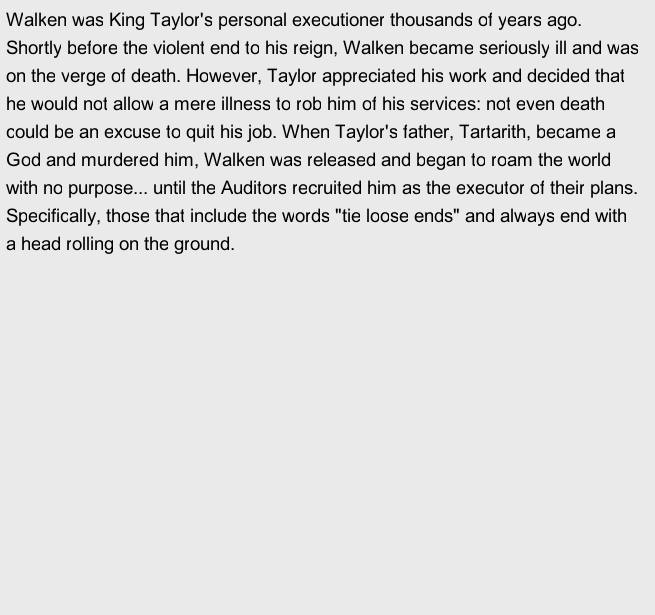 Walken was King Taylor's personal executioner thousands of years ago.
Shortly before the violent end to his reign, Walken became seriously ill and was
on the verge of death. However, Taylor appreciated his work and decided that
he would not allow a mere illness to rob him of his services: not even death
could be an excuse to quit his job. When Taylor's father, Tartarith, became a
God and murdered him, Walken was released and began to roam the world
with no purpose... until the Auditors recruited him as the executor of their plans.
Specifically, those that include the words "tie loose ends" and always end with
a head rolling on the ground.